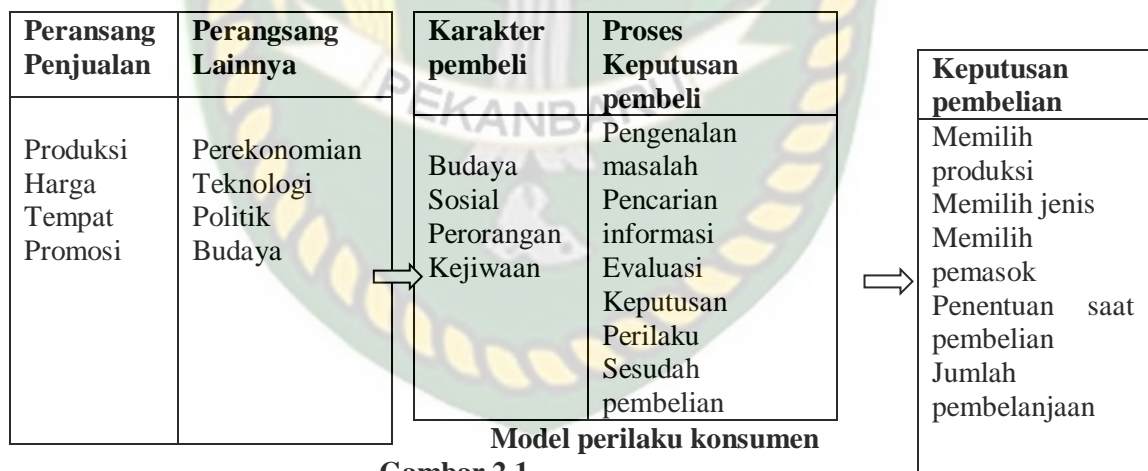 Peransang
Penjualan
Produksi
Harga
Tempat
Promosi
Perangsang
Lainnya
Perekonomian
Teknologi
Politik
Budaya
Karakter
pembeli
Budaya
Sosial
Perorangan
Kejiwaan
Proses
Keputusan
pembeli
Pengenalan
masalah
Pencarian
informasi
Evaluasi
Keputusan
Perilaku
Sesudah
pembelian
Keputusan
pembelian
Memilih
produksi
Memilih jenis
Memilih
pemasok
Penentuan saat
pembelian
Jumlah
pembelanjaan
PEKANBARU
Model perilaku konsumen
Gambar 2.1